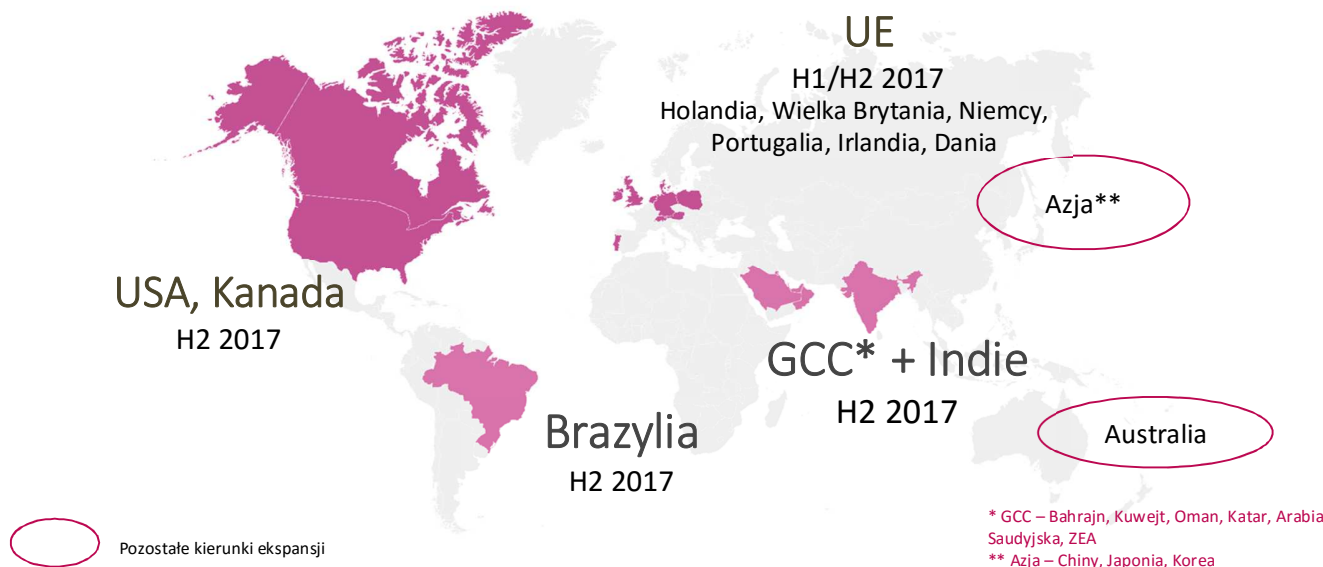 UE
H1/H2 2017
Holandia, Wielka Brytania, Niemcy,
Portugalia, Irlandia, Dania
Azja**
USA, Kanada
H2 2017
GCC* + Indie
H2 2017
Brazylia
H2 2017
Australia
Pozostałe kierunki ekspansji
* GCC – Bahrajn, Kuwejt, Oman, Katar, Arabia
Saudyjska, ZEA
** Azja – Chiny, Japonia, Korea